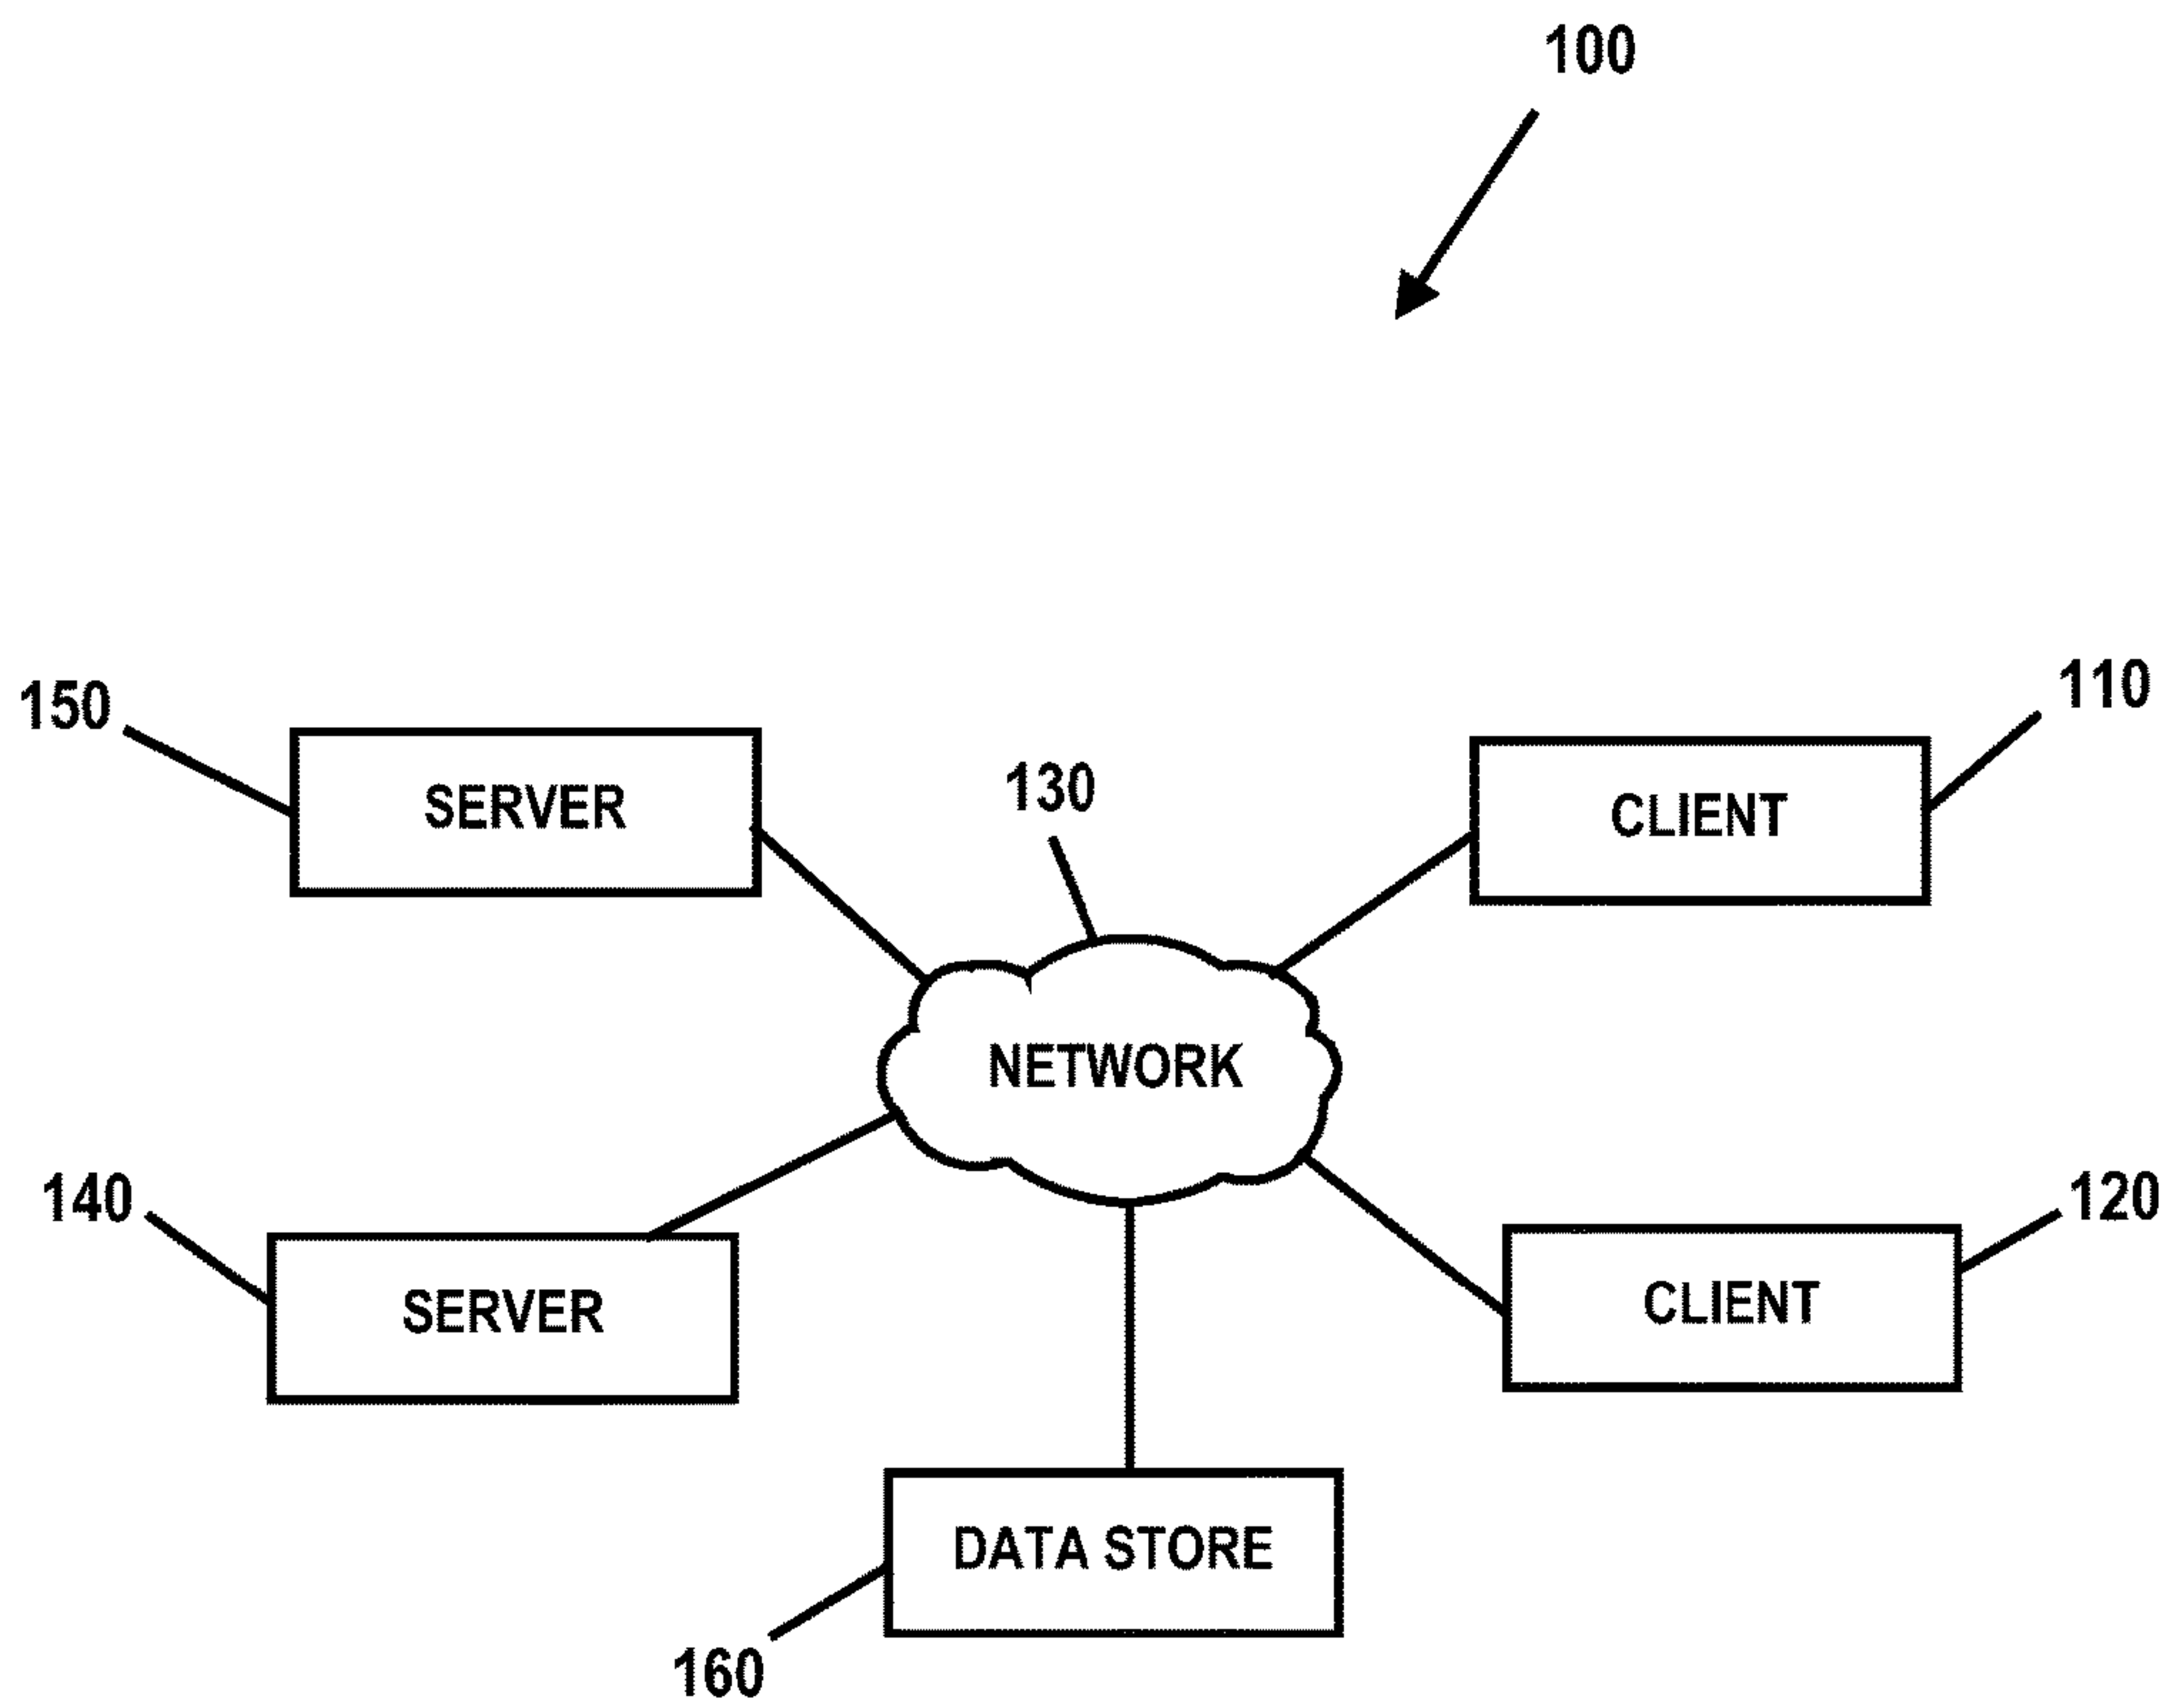 100
150
110
SERVER
130
CLIENT
NETWORK
140
120
SERVER
CLIENT
DATA STORE
160